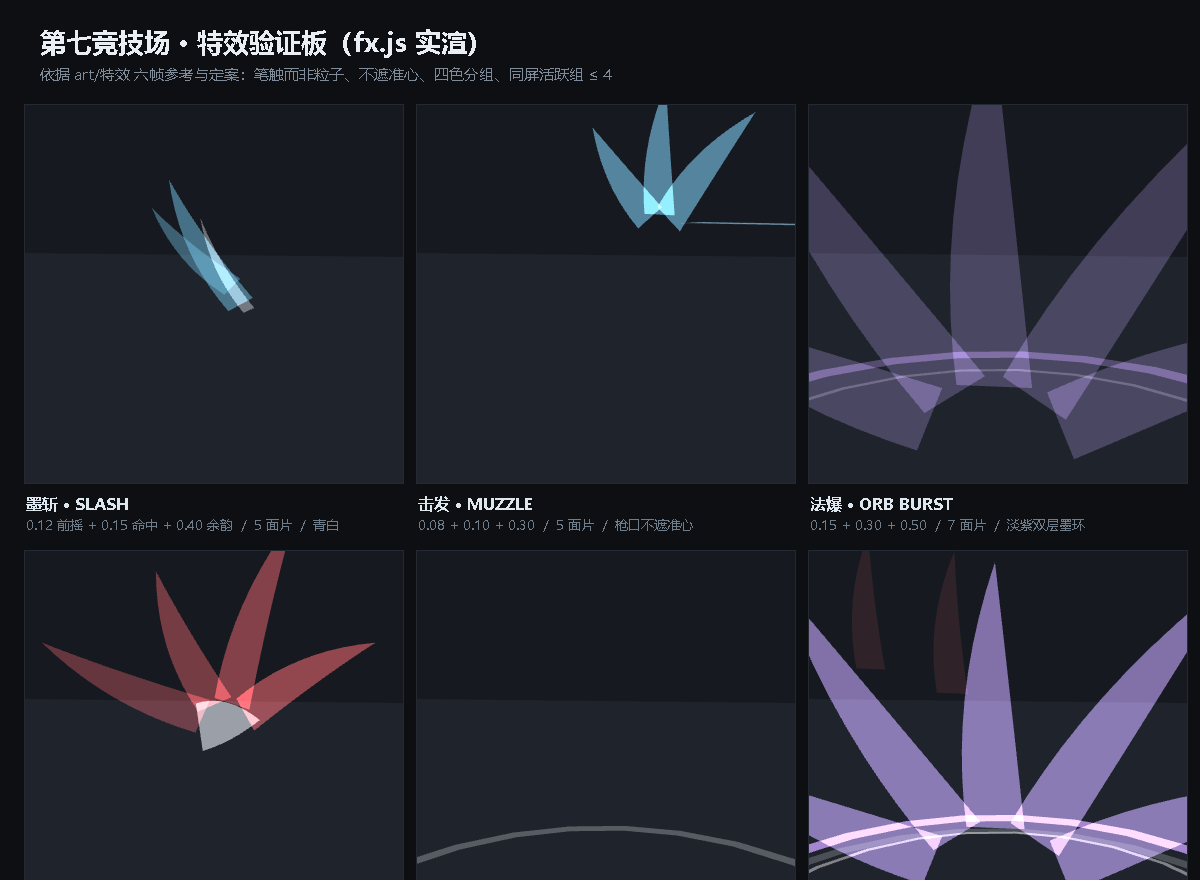 第七竞技场 • 特效验证板（fx.js 实渲）
依据 art/特效 六帧参考与定案：笔触而非粒子、不遮准心、四色分组、同屏活跃组 ≤ 4
墨斩 • SLASH
0.12 前摇 + 0.15 命中 + 0.40 余韵 / 5 面片 / 青白
击发 • MUZZLE
0.08 + 0.10 + 0.30 / 5 面片 / 枪口不遮准心
法爆 • ORB BURST
0.15 + 0.30 + 0.50 / 7 面片 / 淡紫双层墨环